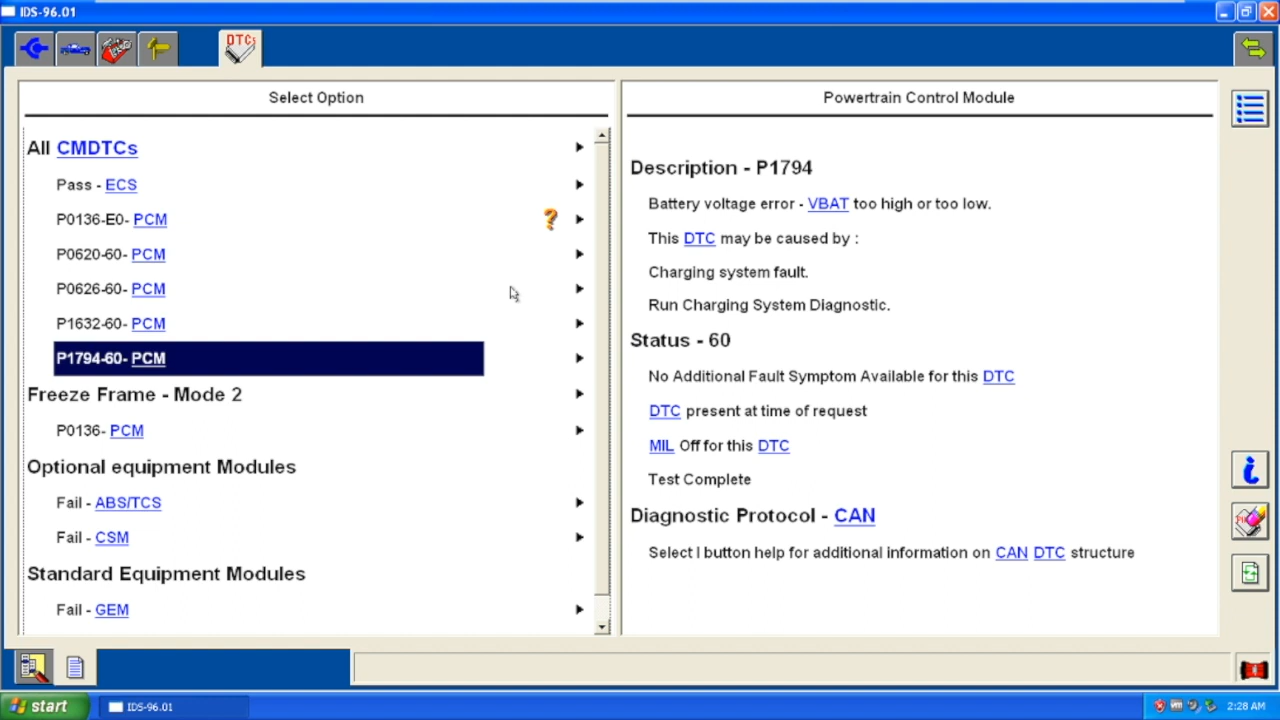 IDS-96.01
DTCs
Select Option
All CMDTCs
Pass - ECS
P0136-E0- PCM
?
P0620-60- PCM
P0626-60- PCM
P1632-60- PCM
P1794-60- PCM
Freeze Frame - Mode 2
P0136- PCM
Optional equipment Modules
Fail - ABS/TCS
Fail - CSM
Standard Equipment Modules
Fail - GEM
Powertrain Control Module
Description - P1794
Battery voltage error - VBAT too high or too low.
This DTC may be caused by :
Charging system fault.
Run Charging System Diagnostic.
Status - 60
No Additional Fault Symptom Available for this DTC
DTC present at time of request
MIL Off for this DTC
Test Complete
Diagnostic Protocol - CAN
Select I button help for additional information on CAN DTC structure
start
IDS-96.01
2:28 AM